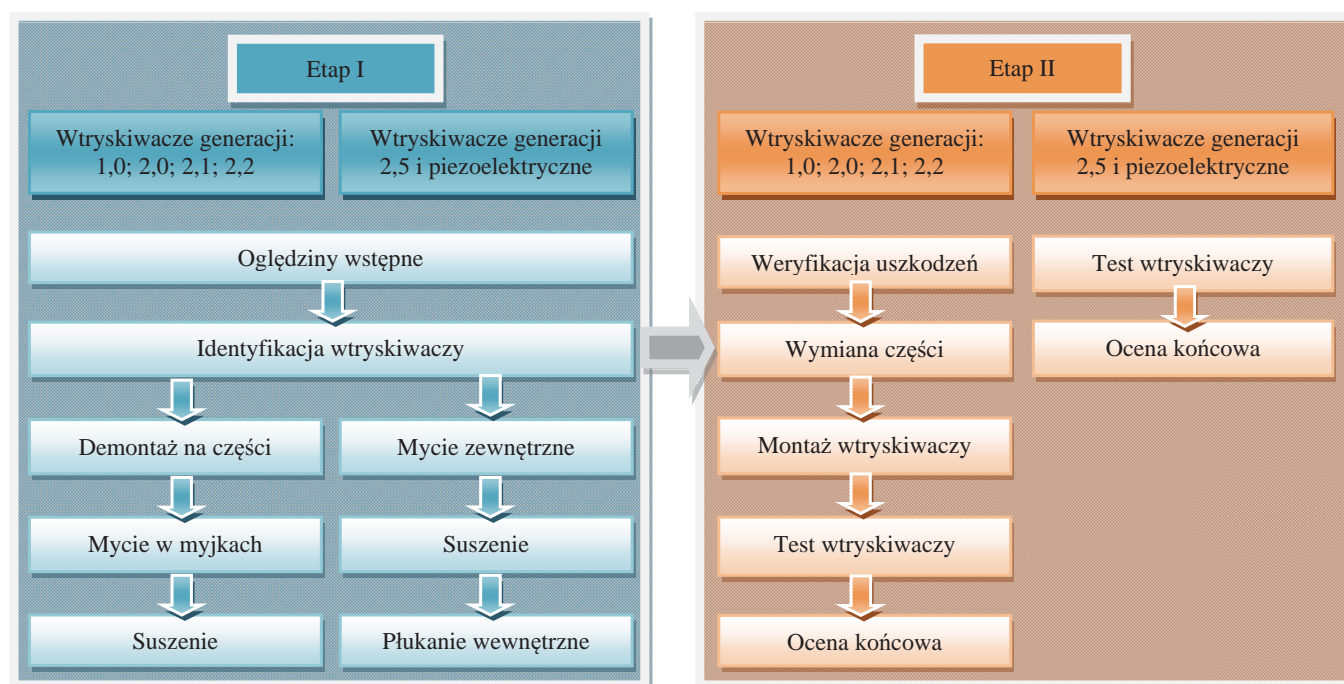 Etap I
Wtryskiwacze generacji:
1,0; 2,0; 2,1; 2,2
Wtryskiwacze generacji
2,5 i piezoelektryczne
Oględziny wstępne
Identyfikacja wtryskiwaczy
Demontaż na części
Mycie w myjkach
Suszenie
Mycie zewnętrzne
Suszenie
Płukanie wewnętrzne
Etap II
Wtryskiwacze generacji:
1,0; 2,0; 2,1; 2,2
Wtryskiwacze generacji
2,5 i piezoelektryczne
Weryfikacja uszkodzeń
Wymiana części
Montaż wtryskiwaczy
Test wtryskiwaczy
Ocena końcowa
Test wtryskiwaczy
Ocena końcowa